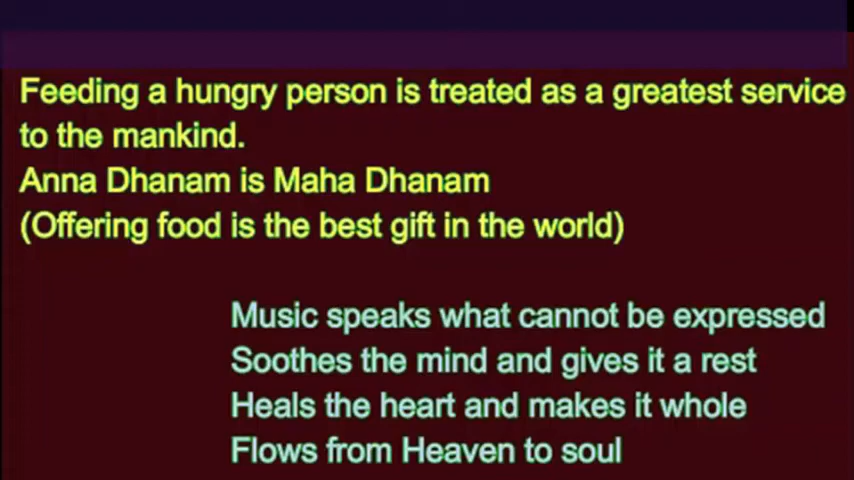 Feeding a hungry person is treated as a greatest service
to the mankind.
Anna Dhanam is Maha Dhanam
(Offering food is the best gift in the world)
Music speaks what cannot be expressed
Soothes the mind and gives it a rest
Heals the heart and makes it whole
Flows from Heaven to soul